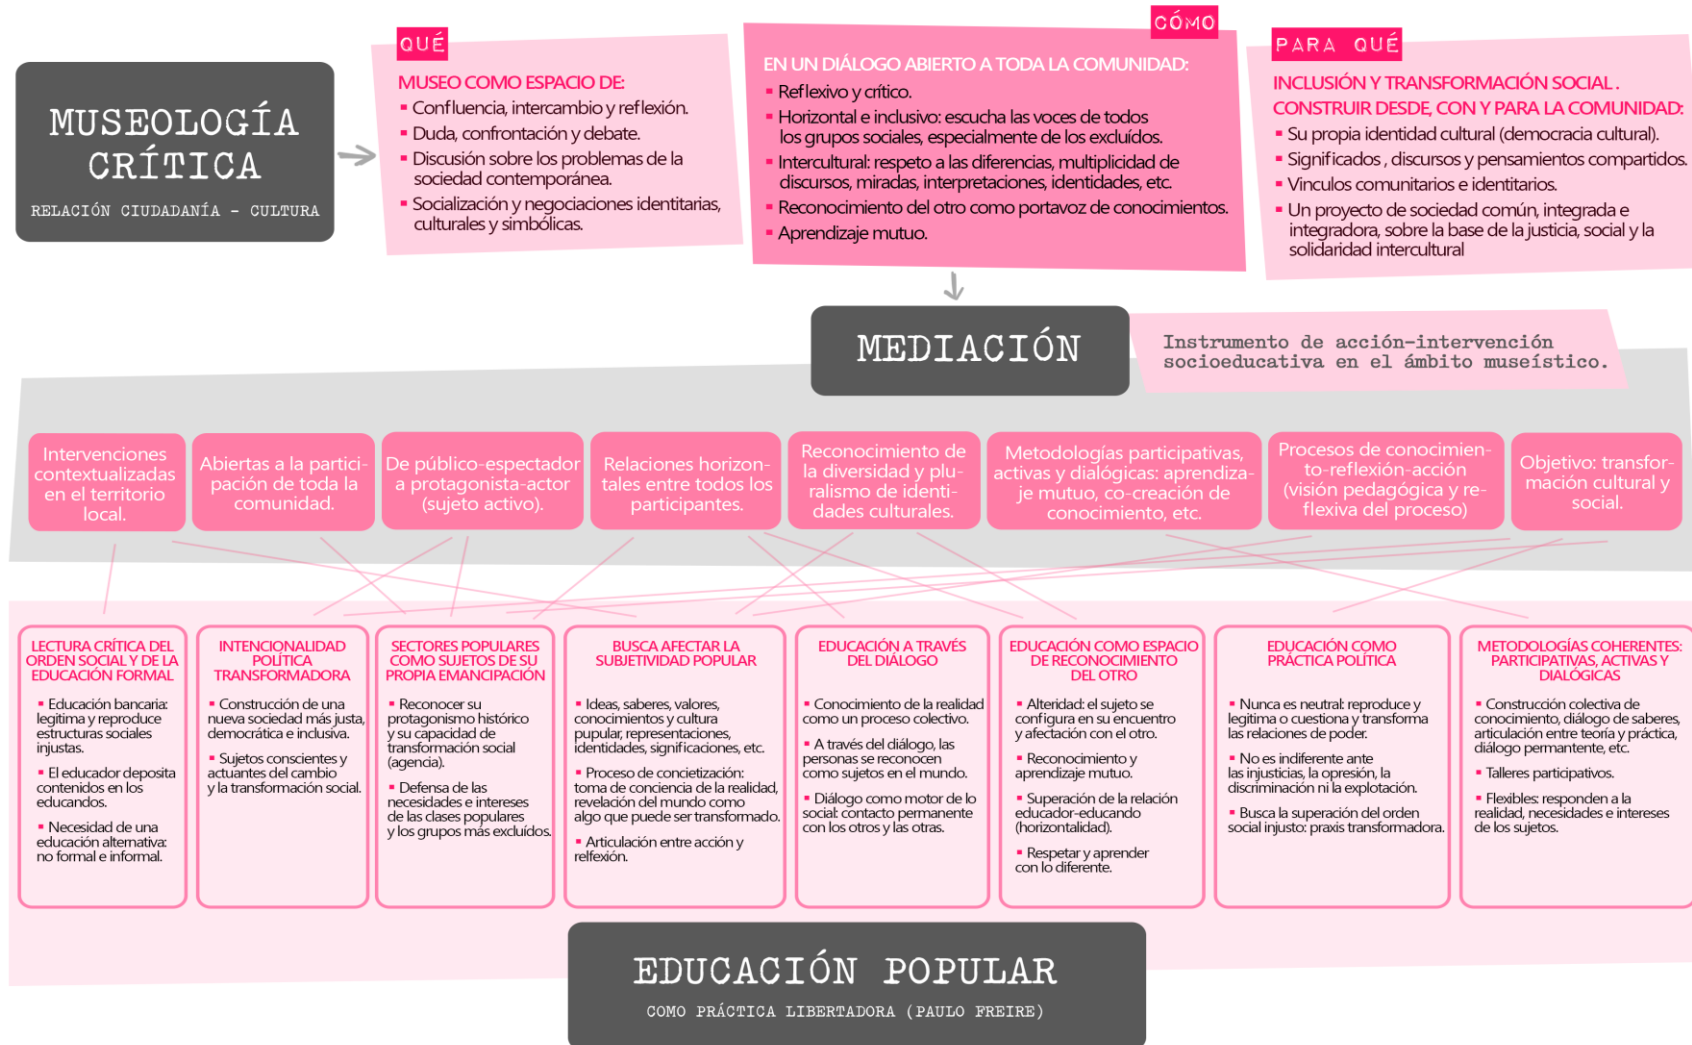 MUSEOLOGÍA
CRÍTICA
RELACIÓN CIUDADANÍA - CULTURA
QUÉ
MUSEO COMO ESPACIO DE:
▪ Confluencia, intercambio y reflexión.
▪ Duda, confrontación y debate.
▪ Discusión sobre los problemas de la
sociedad contemporánea.
▪ Socialización y negociaciones identitarias,
culturales y simbólicas.
CÓMO
EN UN DIÁLOGO ABIERTO A TODA LA COMUNIDAD:
▪ Reflexivo y crítico.
▪ Horizontal e inclusivo: escucha las voces de todos
los grupos sociales, especialmente de los excluídos.
▪ Intercultural: respeto a las diferencias, multiplicidad de
discursos, miradas, interpretaciones, identidades, etc.
▪ Reconocimiento del otro como portavoz de conocimientos.
▪ Aprendizaje mutuo.
PARA QUÉ
INCLUSIÓN Y TRANSFORMACIÓN SOCIAL .
CONSTRUIR DESDE, CON Y PARA LA COMUNIDAD:
▪ Su propia identidad cultural (democracia cultural).
▪ Significados , discursos y pensamientos compartidos.
▪ Vinculos comunitarios e identitarios.
▪ Un proyecto de sociedad común, integrada e
integradora, sobre la base de la justicia, social y la
solidaridad intercultural
MEDIACIÓN
Instrumento de acción-intervención
socioeducativa en el ámbito museístico.
Intervenciones
contextualizadas
en el territorio
local.
Abiertas a la partici-
pación de toda la
comunidad.
De público-espectador
a protagonista-actor
(sujeto activo).
Relaciones horizon-
tales entre todos los
participantes.
Reconocimiento de
la diversidad y plu-
ralismo de identi-
dades culturales.
Metodologías participativas,
activas y dialógicas: aprendiza-
je mutuo, co-creación de
conocimiento, etc.
Procesos de conocimien-
to-reflexión-acción
(visión pedagógica y re-
flexiva del proceso)
Objetivo: transfor-
mación cultural y
social.
LECTURA CRÍTICA DEL
ORDEN SOCIAL Y DE LA
EDUCACIÓN FORMAL
▪ Educación bancaria:
legitima y reproduce
estructuras sociales
injustas.
▪ El educador deposita
contenidos en los
educandos.
▪ Necesidad de una
educación alternativa:
no formal e informal.
INTENCIONALIDAD
POLÍTICA
TRANSFORMADORA
▪ Construcción de una
nueva sociedad más justa,
democrática e inclusiva.
▪ Sujetos conscientes y
actuantes del cambio
y la transformación social.
SECTORES POPULARES
COMO SUJETOS DE SU
PROPIA EMANCIPACIÓN
▪ Reconocer su
protagonismo histórico
y su capacidad de
transformación social
(agencia).
▪ Defensa de las
necesidades e intereses
de las clases populares
y los grupos más excluídos.
BUSCA AFECTAR LA
SUBJETIVIDAD POPULAR
▪ Ideas, saberes, valores,
conocimientos y cultura
pupular, representaciones,
identidades, significaciones, etc.
▪ Proceso de concietización:
toma de conciencia de la realidad,
revelación del mundo como
algo que puede ser transformado.
▪ Articulación entre acción y
relfexión.
EDUCACIÓN A TRAVÉS
DEL DIÁLOGO
▪ Conocimiento de la realidad
como un proceso colectivo.
▪ A través del diálogo, las
personas se reconocen
como sujetos en el mundo.
▪ Diálogo como motor de lo
social: contacto permanente
con los otros y las otras.
EDUCACIÓN COMO ESPACIO
DE RECONOCIMIENTO
DEL OTRO
▪ Alteridad: el sujeto se
configura en su encuentro
y afectación con el otro.
▪ Reconocimiento y
aprendizaje mutuo.
▪ Superación de la relación
educador-educando
(horizontalidad).
▪ Respetar y aprender
con lo diferente.
EDUCACIÓN COMO
PRÁCTICA POLÍTICA
▪ Nunca es neutral: reproduce y
legitima o cuestiona y transforma
las relaciones de poder.
▪ No es indiferente ante
las injusticias, la opresión, la
discriminación ni la explotación.
▪ Busca la superación del orden
social injusto: praxis transformadora.
METODOLOGÍAS COHERENTES:
PARTICIPATIVAS, ACTIVAS Y
DIALÓGICAS
▪ Construcción colectiva de
conocimiento, diálogo de saberes,
articulación entre teoría y práctica,
diálogo permanente, etc.
▪ Talleres participativos.
▪ Flexibles: responden a la
realidad, necesidades e intereses
de los sujetos.
EDUCACIÓN POPULAR
COMO PRÁCTICA LIBERTADORA (PAULO FREIRE)